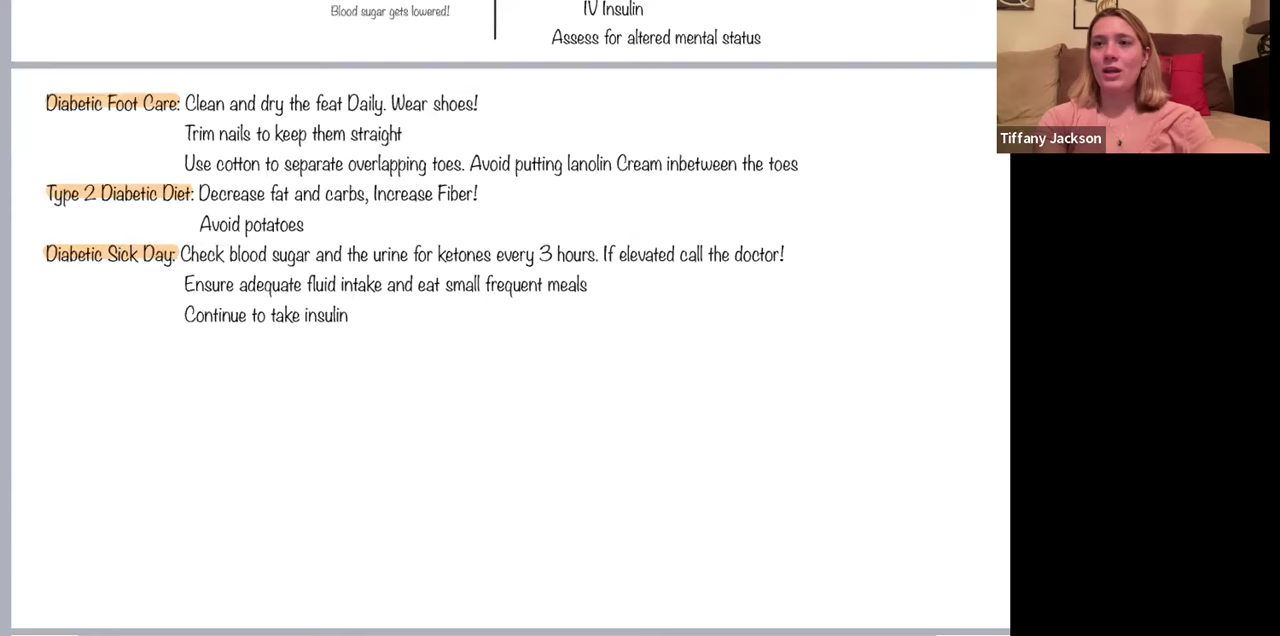 Blood sugar gets lowered!
IV Insulin
Assess for altered mental status
Tiffany Jackson
Diabetic Foot Care: Clean and dry the feat Daily. Wear shoes!
Trim nails to keep them straight
Use cotton to separate overlapping toes. Avoid putting lanolin Cream inbetween the toes
Type 2 Diabetic Diet: Decrease fat and carbs, Increase Fiber!
Avoid potatoes
Diabetic Sick Day: Check blood sugar and the urine for ketones every 3 hours. If elevated call the doctor!
Ensure adequate fluid intake and eat small frequent meals
Continue to take insulin